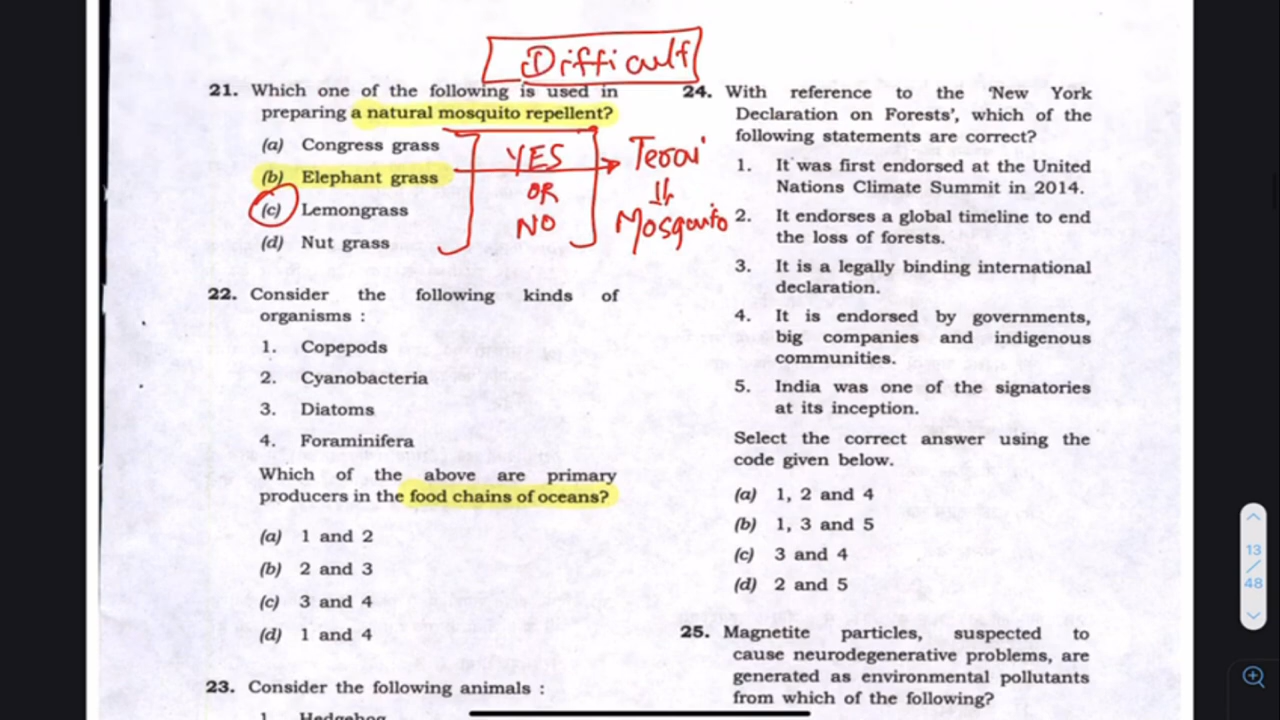 Difficult
21. Which one of the following is used in
preparing a natural mosquito repellent?
(a) Congress grass
(b) Elephant grass
(c) Lemongrass
(d) Nut grass
YES
OR
NO
Terai
Mosquito
22. Consider the following kinds of
organisms :
1. Copepods
2. Cyanobacteria
3. Diatoms
4. Foraminifera
Which of the above are primary
producers in the food chains of oceans?
(a) 1 and 2
(b) 2 and 3
(c) 3 and 4
(d) 1 and 4
23. Consider the following animals :
1. Hedgehog
24. With reference to the 'New York
Declaration on Forests', which of the
following statements are correct?
1. It was first endorsed at the United
Nations Climate Summit in 2014.
2. It endorses a global timeline to end
the loss of forests.
3. It is a legally binding international
declaration.
4. It is endorsed by governments,
big companies and indigenous
communities.
5. India was one of the signatories
at its inception.
Select the correct answer using the
code given below.
(a) 1, 2 and 4
(b) 1, 3 and 5
(c) 3 and 4
(d) 2 and 5
25. Magnetite particles, suspected to
cause neurodegenerative problems, are
generated as environmental pollutants
from which of the following?
13
/
48